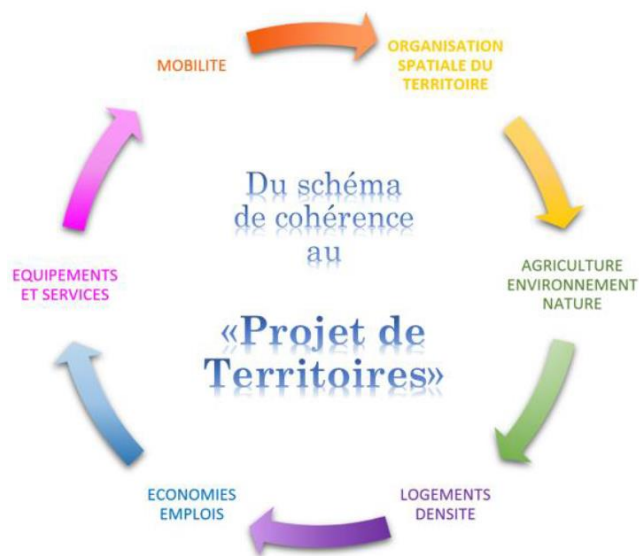 MOBILITE
ORGANISATION
SPATIALE DU
TERRITOIRE
Du schéma
de cohérence
au
«Projet de
Territoires»
EQUIPEMENTS
ET SERVICES
AGRICULTURE
ENVIRONNEMENT
NATURE
ECONOMIES
EMPLOIS
LOGEMENTS
DENSITE